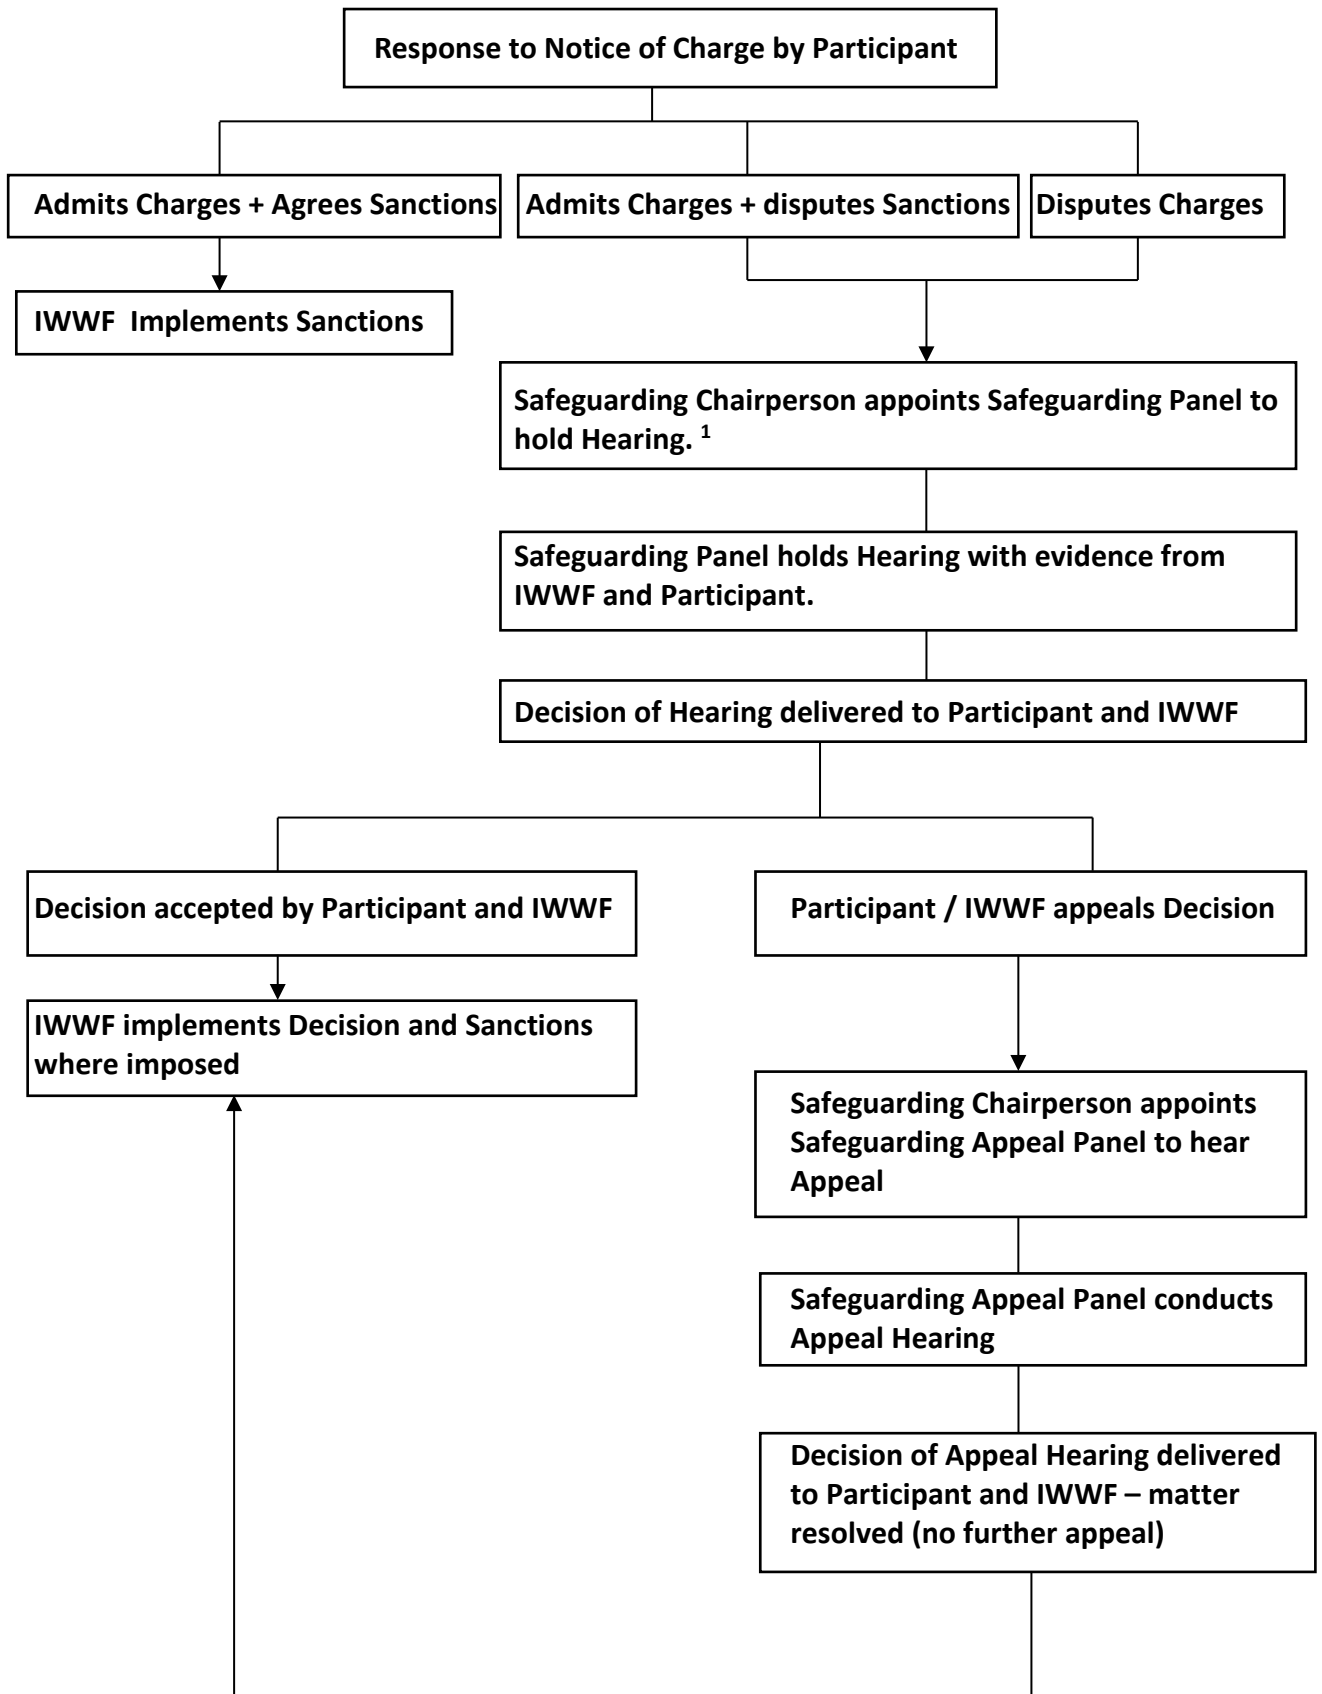 Response to Notice of Charge by Participant
Admits Charges + Agrees Sanctions
Admits Charges + disputes Sanctions
Disputes Charges
IWWF  Implements Sanctions
Safeguarding Chairperson appoints Safeguarding Panel to
hold Hearing. 1
Safeguarding Panel holds Hearing with evidence from
IWWF and Participant.
Decision of Hearing delivered to Participant and IWWF
Decision accepted by Participant and IWWF
Participant / IWWF appeals Decision
IWWF implements Decision and Sanctions
where imposed
Safeguarding Chairperson appoints
Safeguarding Appeal Panel to hear
Appeal
Safeguarding Appeal Panel conducts
Appeal Hearing
Decision of Appeal Hearing delivered
to Participant and IWWF – matter
resolved (no further appeal)